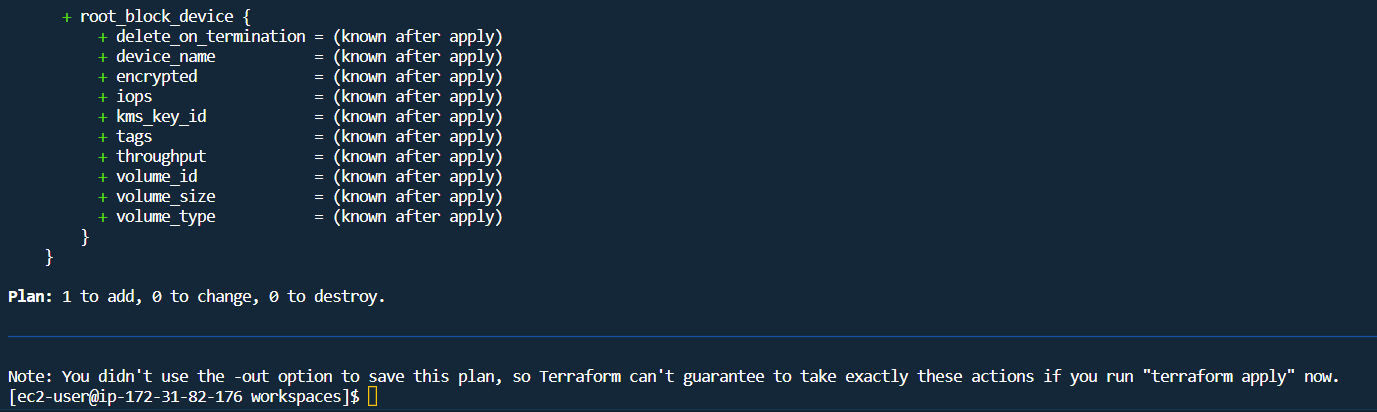 + root_block_device {
+ delete_on_termination = (known after apply)
+ device_name = (known after apply)
+ encrypted = (known after apply)
+ iops = (known after apply)
+ kms_key_id = (known after apply)
+ tags = (known after apply)
+ throughput = (known after apply)
+ volume_id = (known after apply)
+ volume_size = (known after apply)
+ volume_type = (known after apply)
}
}
Plan: 1 to add, 0 to change, 0 to destroy.
Note: You didn't use the -out option to save this plan, so Terraform can't guarantee to take exactly these actions if you run "terraform apply" now.
[ec2-user@ip-172-31-82-176 workspaces]$